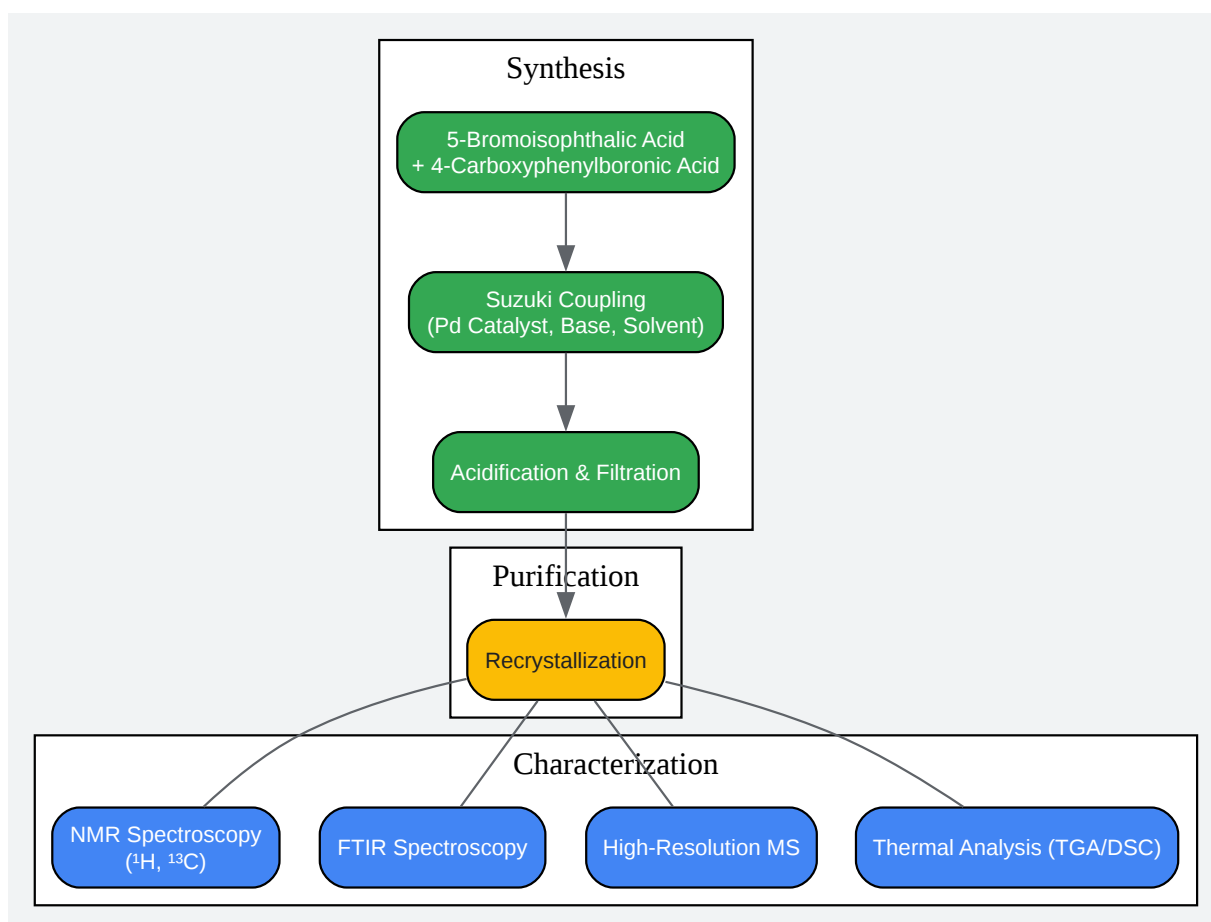 Synthesis
5-Bromoisophthalic Acid
+ 4-Carboxyphenylboronic Acid
Suzuki Coupling
(Pd Catalyst, Base, Solvent)
Acidification & Filtration
Purification
Recrystallization
Characterization
NMR Spectroscopy
(¹H, ¹³C)
FTIR Spectroscopy
High-Resolution MS
Thermal Analysis (TGA/DSC)